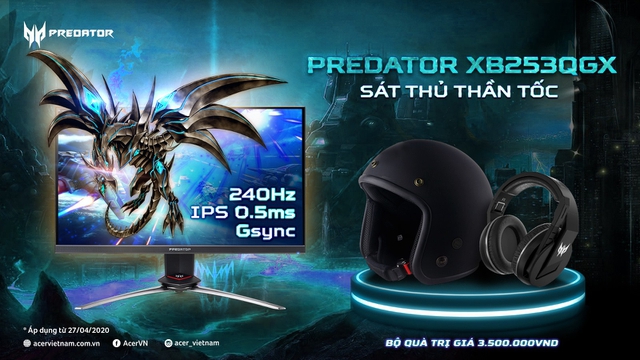 PREDATOR
PREDATOR XB253QGX
SÁT THỦ THẦN TỐC
240Hz
IPS 0.5ms
Gsync
PREDATOR
* Áp dụng từ 27/04/2020
acervietnam.com.vn AcerVN acer_vietnam
BỘ QUÀ TRỊ GIÁ 3.500.000VND